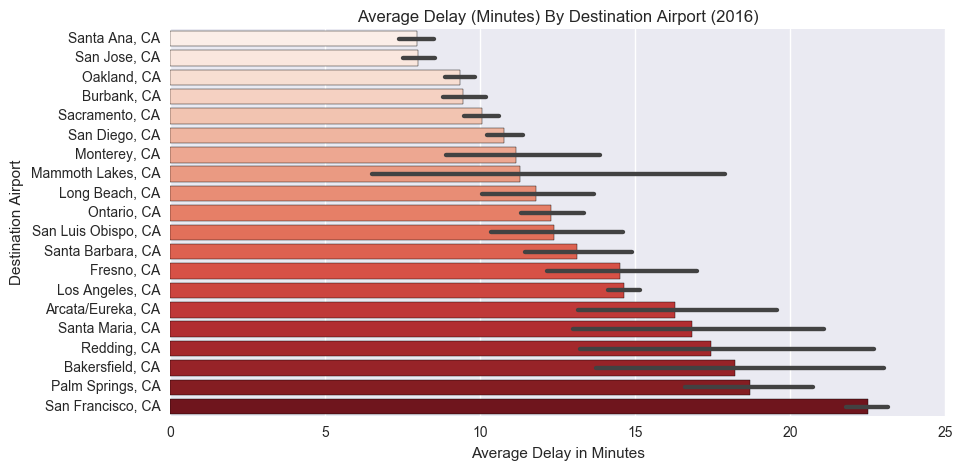 Average Delay (Minutes) By Destination Airport (2016)
Destination Airport
Santa Ana, CA
San Jose, CA
Oakland, CA
Burbank, CA
Sacramento, CA
San Diego, CA
Monterey, CA
Mammoth Lakes, CA
Long Beach, CA
Ontario, CA
San Luis Obispo, CA
Santa Barbara, CA
Fresno, CA
Los Angeles, CA
Arcata/Eureka, CA
Santa Maria, CA
Redding, CA
Bakersfield, CA
Palm Springs, CA
San Francisco, CA
0 5 10 15 20 25
Average Delay in Minutes